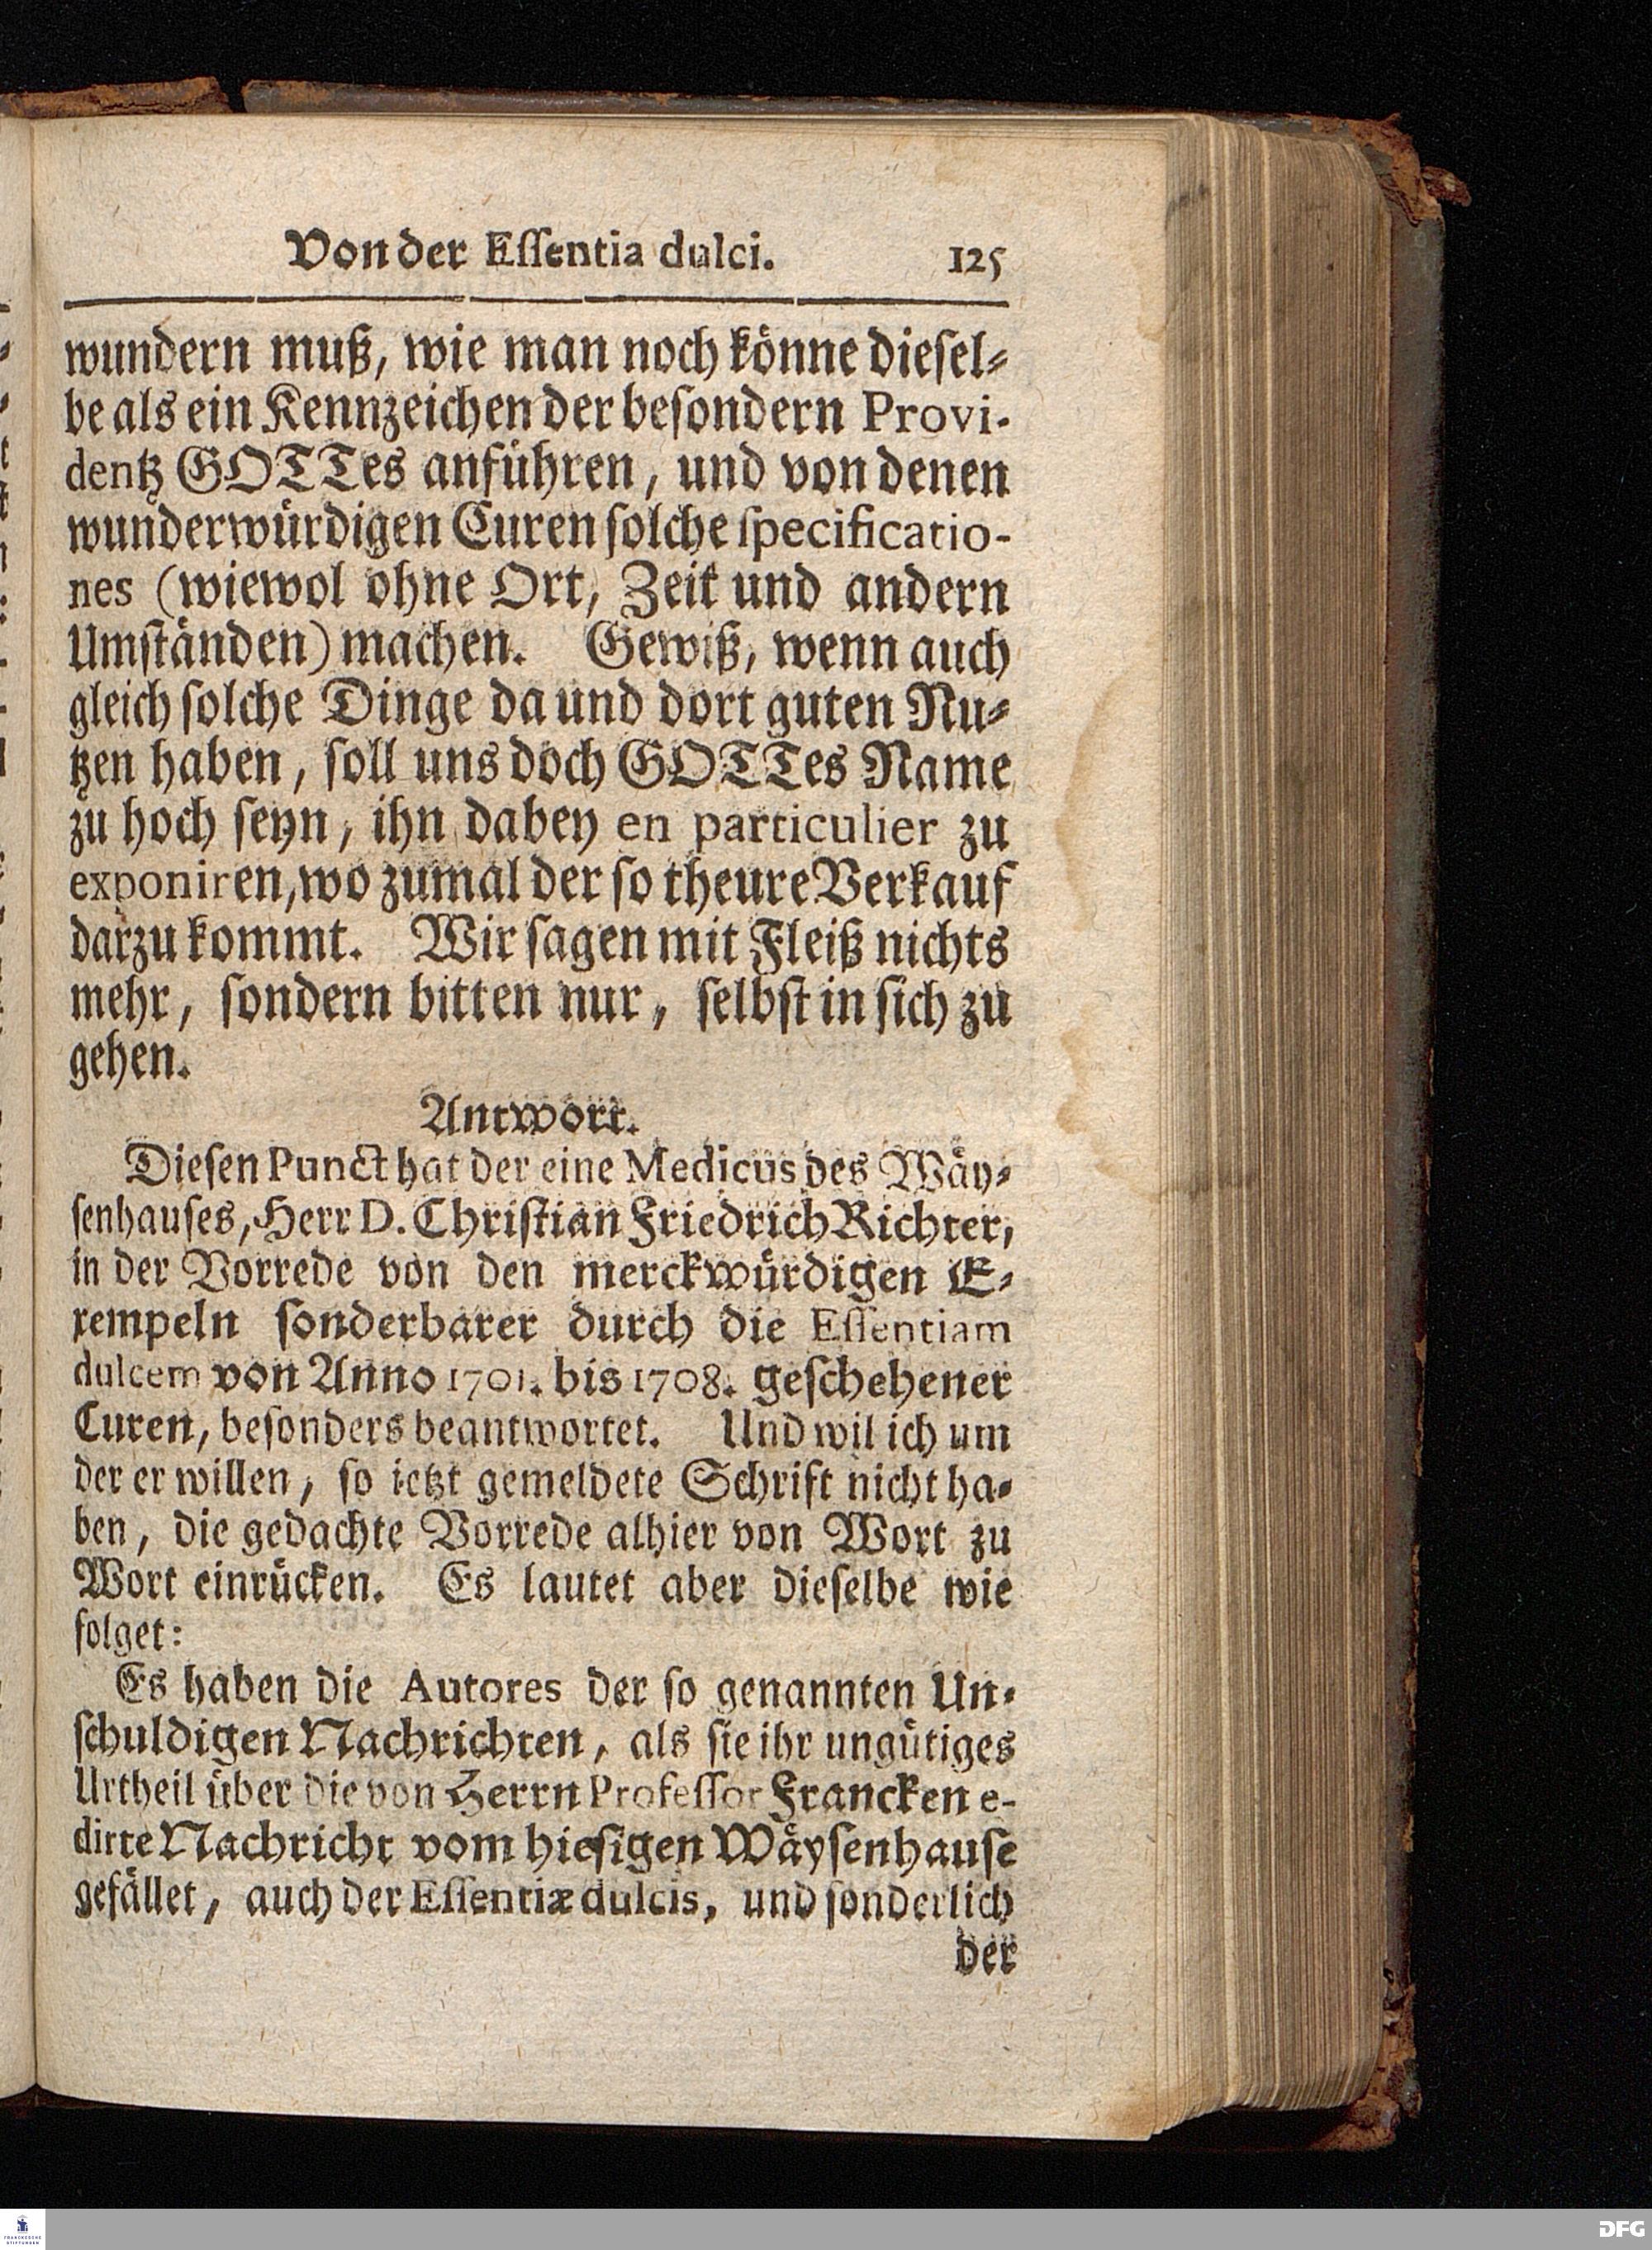 Von der Essentia dulci. 125
wundern muß, wie man noch könne diesel-
be als ein Kennzeichen der besondern Provi-
dentz GOTTes anführen, und von denen
wunderwürdigen Curen solche specificatio-
nes (wiewol ohne Ort, Zeit und andern
Umständen) machen. Gewiß, wenn auch
gleich solche Dinge da und dort guten Nu-
tzen haben, soll uns doch GOTTes Name
zu hoch seyn, ihn dabey en particulier zu
exponiren, wo zumal der so theure Verkauf
darzu kommt. Wir sagen mit Fleiß nichts
mehr, sondern bitten nur, selbst in sich zu
gehen.
Antwort.
Diesen Punct hat der eine Medicus des Wäy-
senhauses, Herr D. Christian Friedrich Richter,
in der Vorrede von den merckwürdigen E-
xempeln sonderbarer durch die Essentiam
dulcem von Anno 1701. bis 1708. geschehener
Curen, besonders beantwortet. Und wil ich um
der er willen, so ietzt gemeldete Schrift nicht ha-
ben, die gedachte Vorrede alhier von Wort zu
Wort einrücken. Es lautet aber dieselbe wie
folget:
Es haben die Autores der so genannten Un-
schuldigen Nachrichten, als sie ihr ungütiges
Urtheil über die von Herrn Professor Francken e-
dirte Nachricht vom hiesigen Wäysenhause
gefället, auch der Essentiæ dulcis, und sonderlich
der
FRANCKESCHE
STIFTUNGEN
DFG